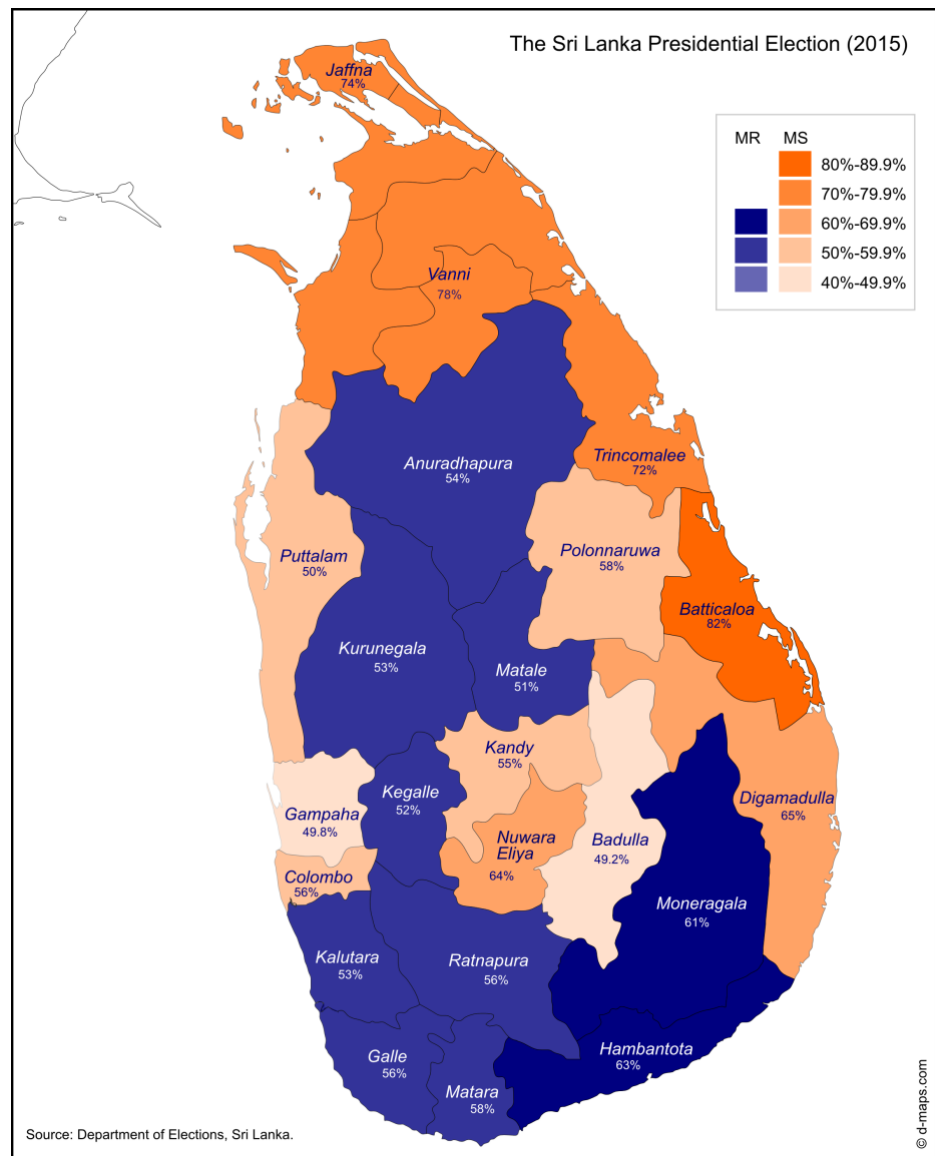 The Sri Lanka Presidential Election (2015)
MR MS
80%-89.9%
70%-79.9%
60%-69.9%
50%-59.9%
40%-49.9%
Jaffna
74%
Vanni
78%
Anuradhapura
54%
Trincomalee
72%
Puttalam
50%
Polonnaruwa
58%
Batticaloa
82%
Kurunegala
53%
Matale
51%
Kandy
55%
Kegalle
52%
Gampaha
49.8%
Digamadulla
65%
Nuwara
Eliya
64%
Badulla
49.2%
Colombo
56%
Moneragala
61%
Kalutara
53%
Ratnapura
56%
Galle
56%
Hambantota
63%
Matara
58%
Source: Department of Elections, Sri Lanka.
© d-maps.com